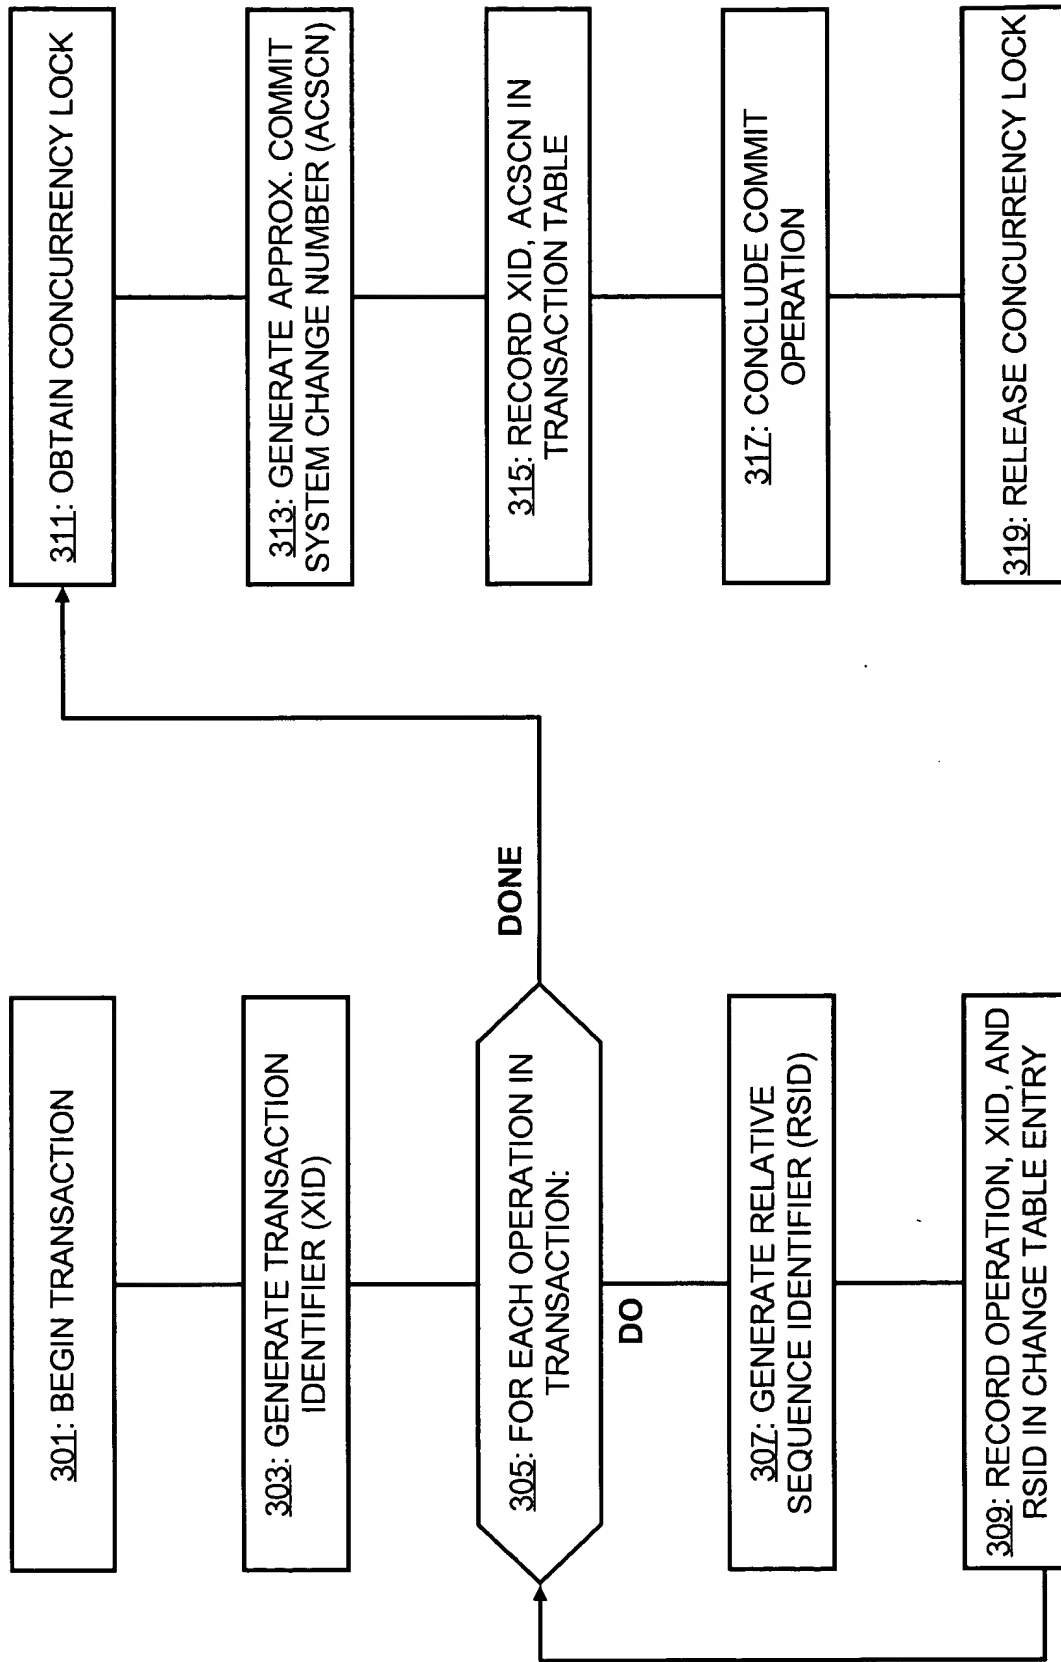 301: BEGIN TRANSACTION
303: GENERATE TRANSACTION
IDENTIFIER (XID)
305: FOR EACH OPERATION IN
TRANSACTION:
DO
DONE
307: GENERATE RELATIVE
SEQUENCE IDENTIFIER (RSID)
309: RECORD OPERATION, XID, AND
RSID IN CHANGE TABLE ENTRY
311: OBTAIN CONCURRENCY LOCK
313: GENERATE APPROX. COMMIT
SYSTEM CHANGE NUMBER (ACSCN)
315: RECORD XID, ACSCN IN
TRANSACTION TABLE
317: CONCLUDE COMMIT
OPERATION
319: RELEASE CONCURRENCY LOCK